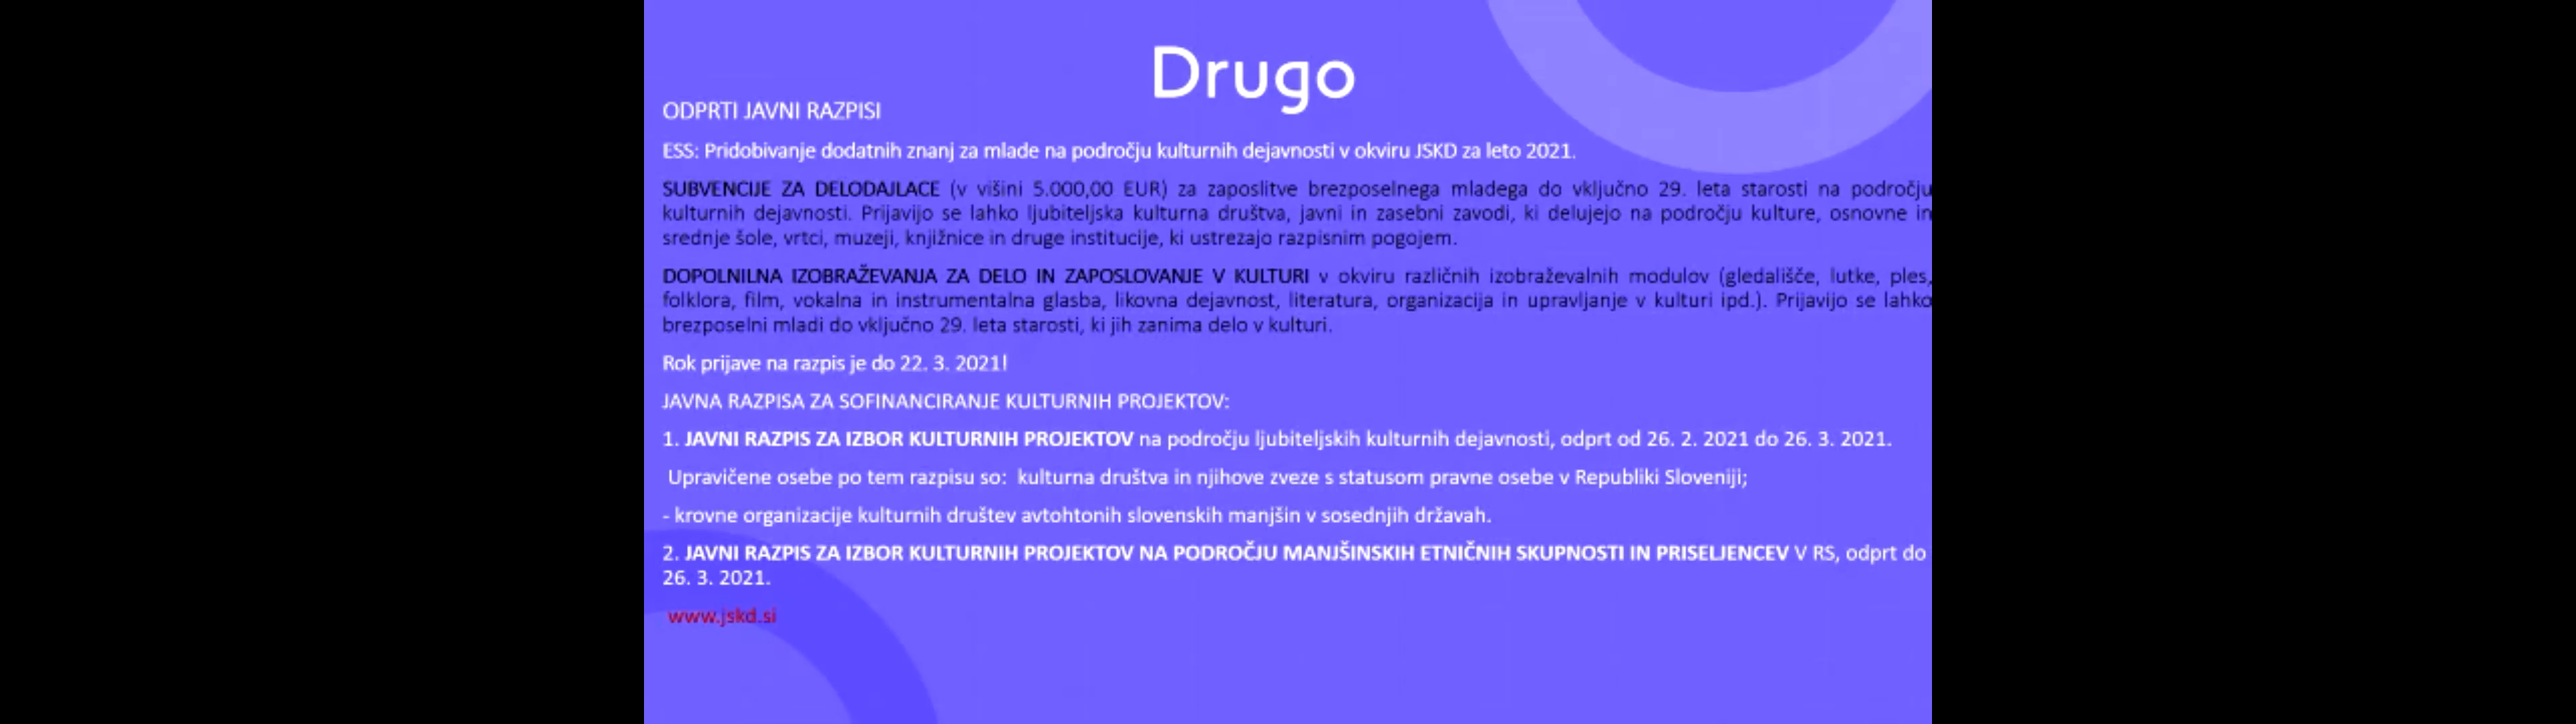 Drugo
ODPRTI JAVNI RAZPISI
ESS: Pridobivanje dodatnih znanj za mlade na področju kulturnih dejavnosti v okviru JSKD za leto 2021.
SUBVENCIJE ZA DELODAJLACE (v višini 5.000,00 EUR) za zaposlitve brezposelnega mladega do vključno 29. leta starosti na področju
kulturnih dejavnosti. Prijavijo se lahko ljubiteljska kulturna društva, javni in zasebni zavodi, ki delujejo na področju kulture, osnovne in
srednje šole, vrtci, muzeji, knjižnice in druge institucije, ki ustrezajo razpisnim pogojem.
DOPOLNILNA IZOBRAŽEVANJA ZA DELO IN ZAPOSLOVANJE V KULTURI v okviru različnih izobraževalnih modulov (gledališče, lutke, ples,
folklora, film, vokalna in instrumentalna glasba, likovna dejavnost, literatura, organizacija in upravljanje v kulturi ipd.). Prijavijo se lahko
brezposelni mladi do vključno 29. leta starosti, ki jih zanima delo v kulturi.
Rok prijave na razpis je do 22. 3. 2021!
JAVNA RAZPISA ZA SOFINANCIRANJE KULTURNIH PROJEKTOV:
1. JAVNI RAZPIS ZA IZBOR KULTURNIH PROJEKTOV na področju ljubiteljskih kulturnih dejavnosti, odprt od 26. 2. 2021 do 26. 3. 2021.
Upravičene osebe po tem razpisu so: kulturna društva in njihove zveze s statusom pravne osebe v Republiki Sloveniji;
- krovne organizacije kulturnih društev avtohtonih slovenskih manjšin v sosednjih državah.
2. JAVNI RAZPIS ZA IZBOR KULTURNIH PROJEKTOV NA PODROČJU MANJŠINSKIH ETNIČNIH SKUPNOSTI IN PRISELJENCEV V RS, odprt do
26. 3. 2021.
www.jskd.si